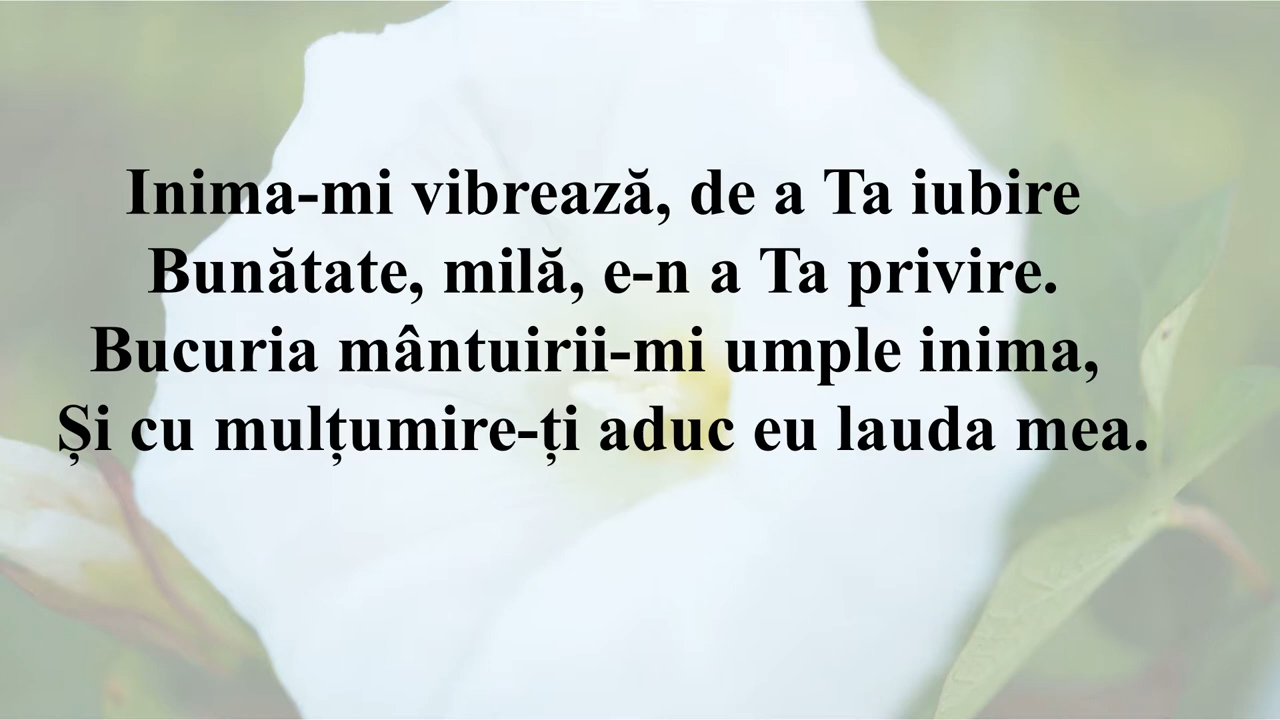 Inima-mi vibrează, de a Ta iubire
Bunătate, milă, e-n a Ta privire.
Bucuria mântuirii-mi umple inima,
Și cu mulțumire-ți aduc eu lauda mea.